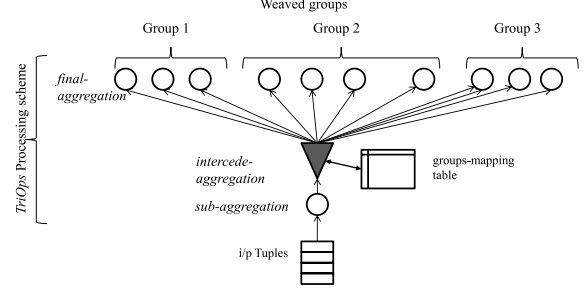 Weaved groups
Group 1
Group 2
Group 3
TriOps Processing scheme
final-
aggregation
intercede-
aggregation
groups-mapping
table
sub-aggregation
i/p Tuples